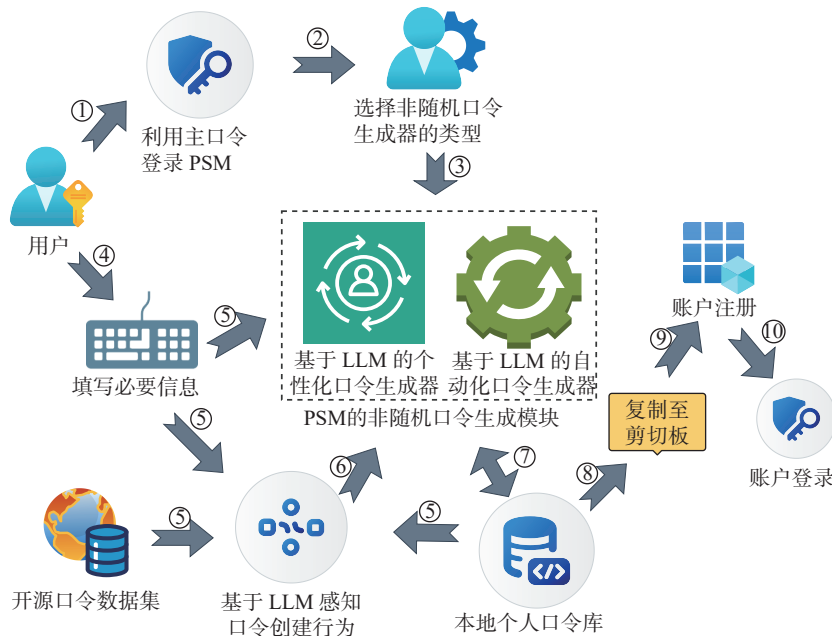 ②
①
选择非随机口令
生成器的类型
利用主口令
登录 PSM
③
用户
④
⑤
账户注册
⑨
⑩
填写必要信息
基于 LLM 的个
性化口令生成器
基于 LLM 的自
动化口令生成器
PSM的非随机口令生成模块
复制至
剪切板
⑤
⑥
⑦
⑧
账户登录
⑤
⑤
开源口令数据集
基于 LLM 感知
口令创建行为
本地个人口令库